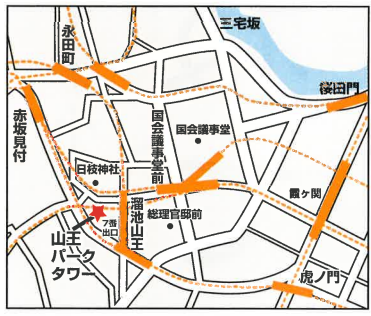 三宅坂
永田町
桜田門
赤坂見付
国会議事堂前
国会議事堂
日枝神社
霞ヶ関
溜池山王
総理官邸前
7番
出口
山王
パーク
タワー
虎ノ門